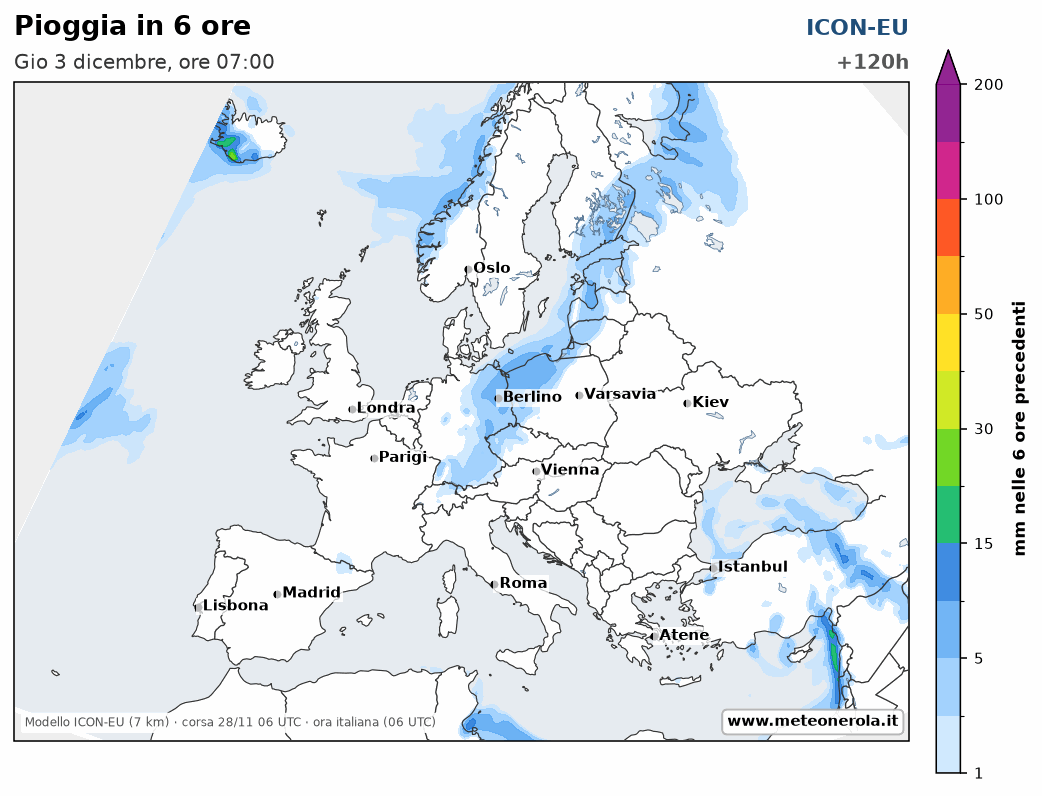 Pioggia in 6 ore
ICON-EU
Gio 3 dicembre, ore 07:00
+120h
200
100
50
30
15
5
1
mm nelle 6 ore precedenti
Oslo
Berlino
Varsavia
Kiev
Londra
Parigi
Vienna
Istanbul
Roma
Madrid
Lisbona
Atene
Modello ICON-EU (7 km) · corsa 28/11 06 UTC · ora italiana (06 UTC)
www.meteonerola.it